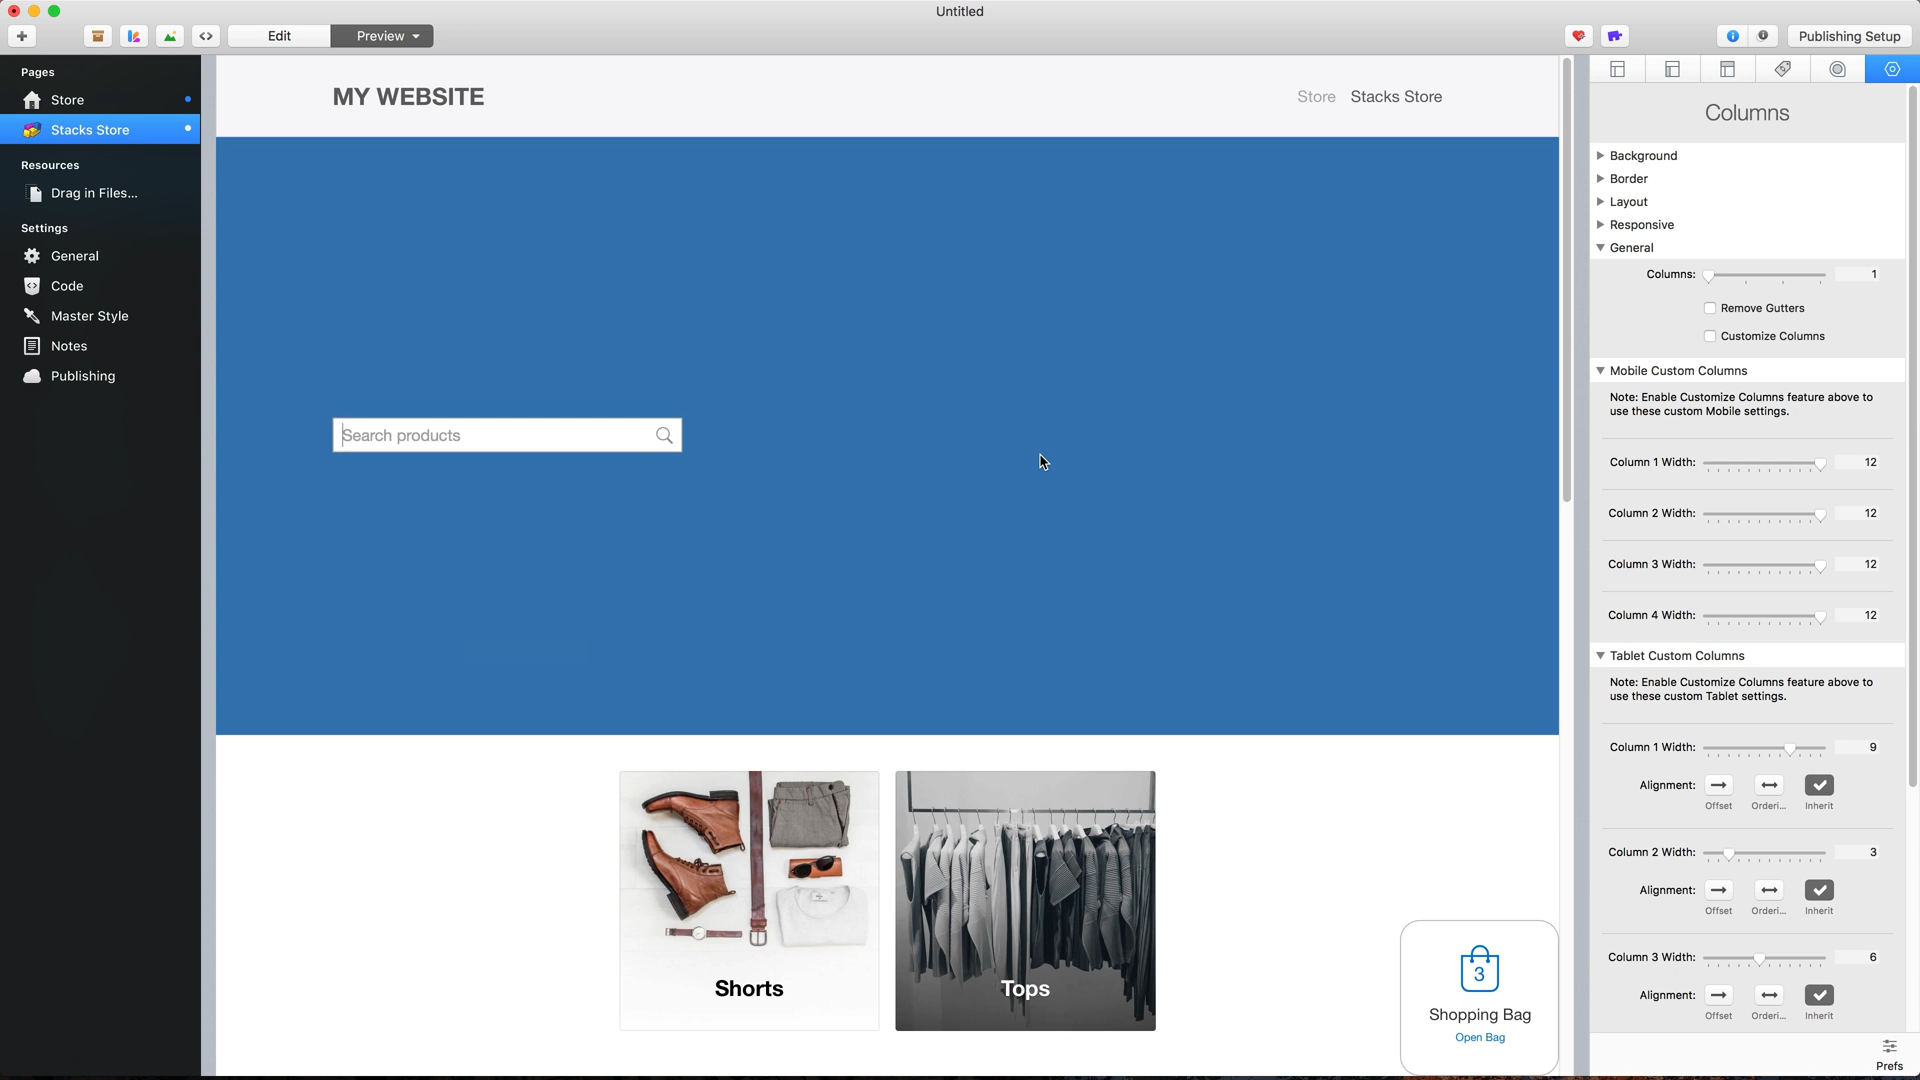 Untitled
Edit
Preview
Publishing Setup
Pages
Store
Stacks Store
Resources
Drag in Files...
Settings
General
Code
Master Style
Notes
Publishing
MY WEBSITE
Store Stacks Store
Search products
Shorts
Tops
3
Shopping Bag
Open Bag
Columns
Background
Border
Layout
Responsive
General
Columns: 1
Remove Gutters
Customize Columns
Mobile Custom Columns
Note: Enable Customize Columns feature above to
use these custom Mobile settings.
Column 1 Width: 12
Column 2 Width: 12
Column 3 Width: 12
Column 4 Width: 12
Tablet Custom Columns
Note: Enable Customize Columns feature above to
use these custom Tablet settings.
Column 1 Width: 9
Alignment:
Offset Orderi... Inherit
Column 2 Width: 3
Alignment:
Offset Orderi... Inherit
Column 3 Width: 6
Alignment:
Offset Orderi... Inherit
Prefs